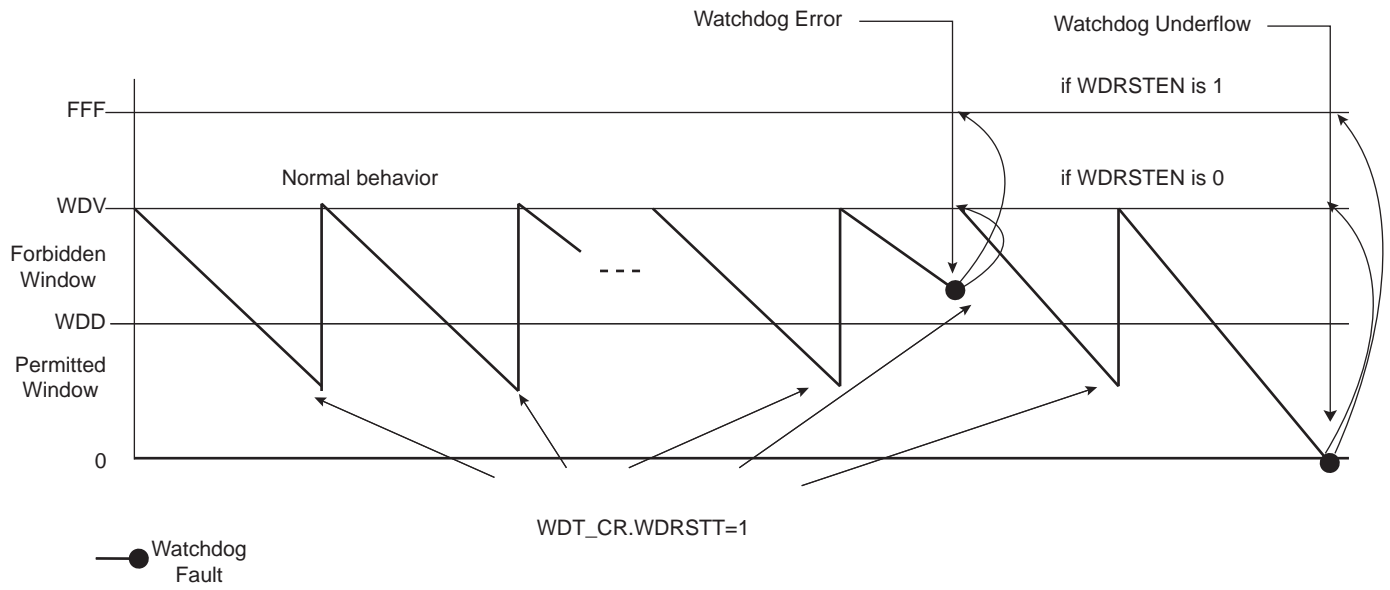 Watchdog Error
Watchdog Underflow
if WDRSTEN is 1
FFF
Normal behavior
if WDRSTEN is 0
WDV
Forbidden
Window
WDD
Permitted
Window
0
WDT_CR.WDRSTT=1
Watchdog
Fault